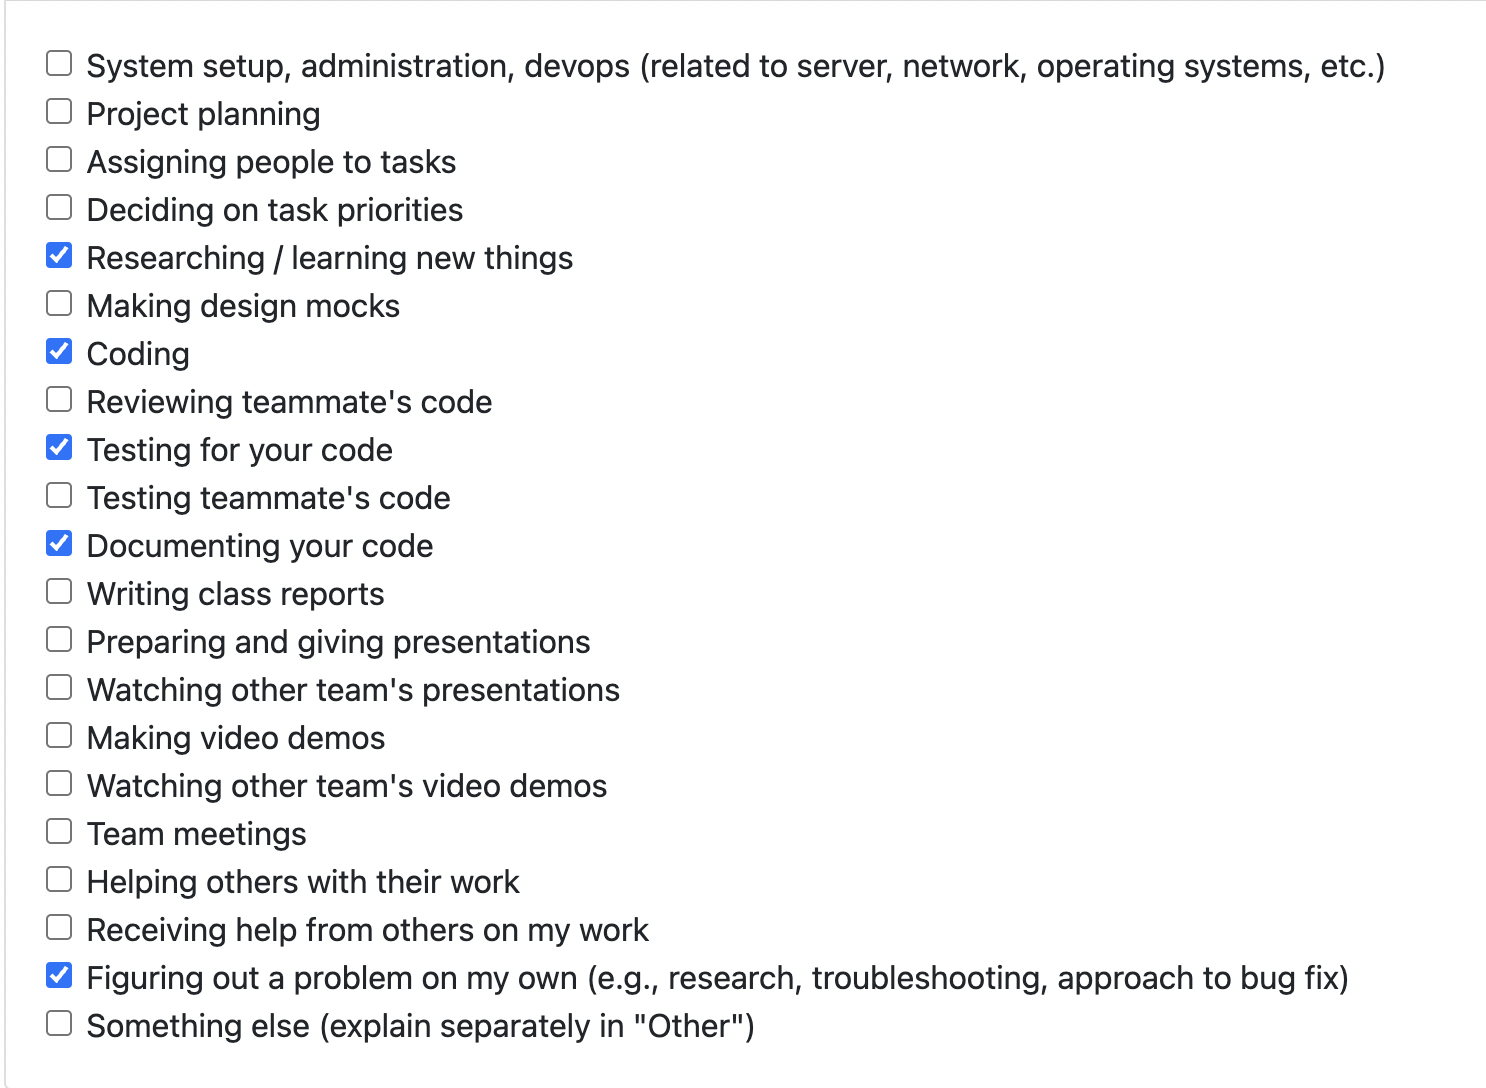 System setup, administration, devops (related to server, network, operating systems, etc.)
Project planning
Assigning people to tasks
Deciding on task priorities
Researching / learning new things
Making design mocks
Coding
Reviewing teammate's code
Testing for your code
Testing teammate's code
Documenting your code
Writing class reports
Preparing and giving presentations
Watching other team's presentations
Making video demos
Watching other team's video demos
Team meetings
Helping others with their work
Receiving help from others on my work
Figuring out a problem on my own (e.g., research, troubleshooting, approach to bug fix)
Something else (explain separately in "Other")